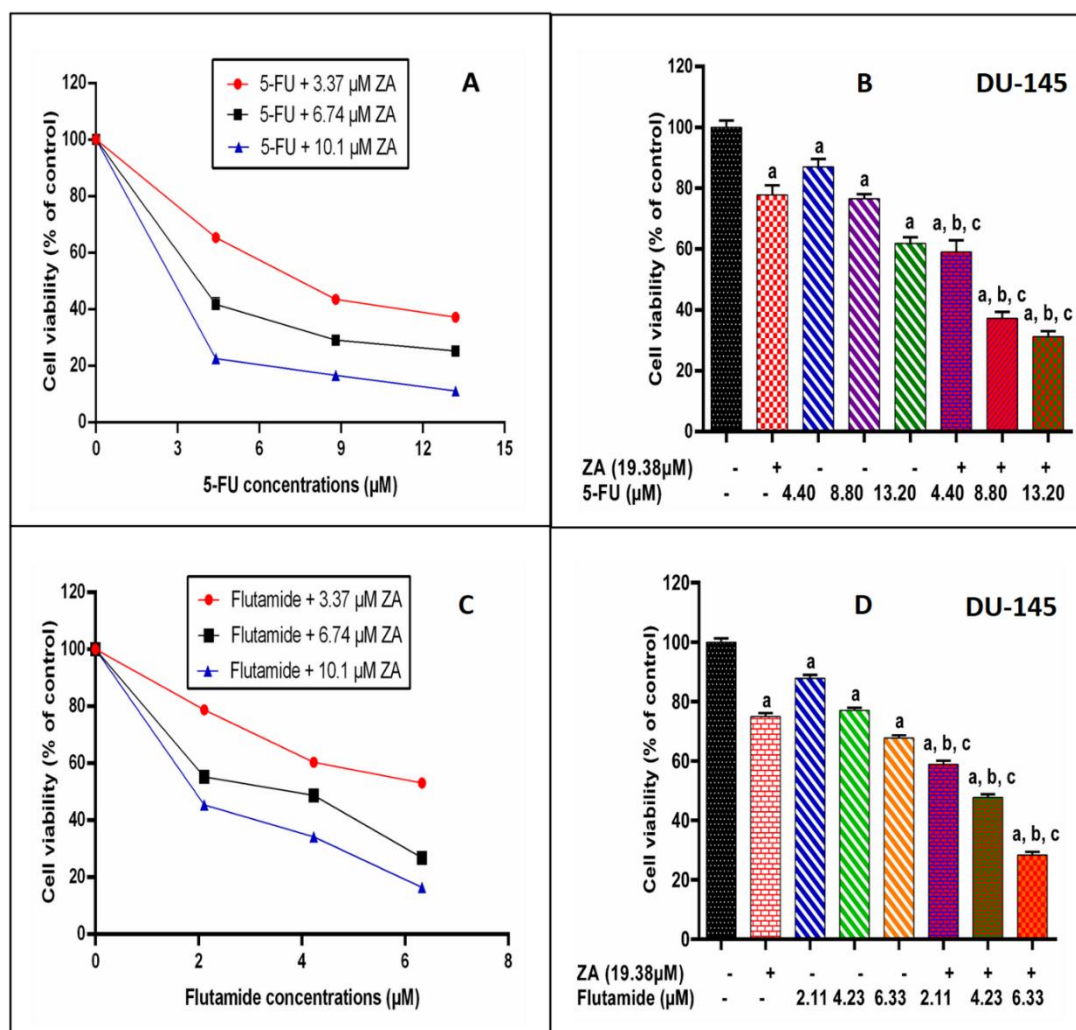 A
5-FU + 3.37 µM ZA
5-FU + 6.74 µM ZA
5-FU + 10.1 µM ZA
Cell viability (% of control)
120
100
80
60
40
20
0
0 3 6 9 12 15
5-FU concentrations (µM)
B DU-145
Cell viability (% of control)
120
100
80
60
40
20
0
a
a
a
a
a, b, c
a, b, c
a, b, c
ZA (19.38µM) - + - - - + + +
5-FU (µM) - - 4.40 8.80 13.20 4.40 8.80 13.20
C
Flutamide + 3.37 µM ZA
Flutamide + 6.74 µM ZA
Flutamide + 10.1 µM ZA
Cell viability (% of control)
120
100
80
60
40
20
0
0 2 4 6 8
Flutamide concentrations (µM)
D DU-145
Cell viability (% of control)
120
100
80
60
40
20
0
a
a
a
a
a, b, c
a, b, c
a, b, c
ZA (19.38µM) - + - - - + + +
Flutamide (µM) - - 2.11 4.23 6.33 2.11 4.23 6.33